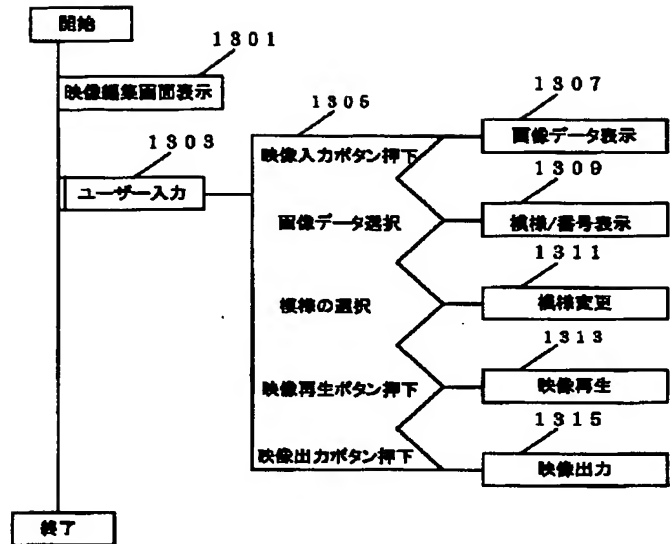 開始
1301
映像編集画面表示
1303
ユーザー入力
1305
映像入力ボタン押下
1307
画像データ表示
画像データ選択
1309
模様/番号表示
模様の選択
1311
模様変更
映像再生ボタン押下
1313
映像再生
映像出力ボタン押下
1315
映像出力
終了